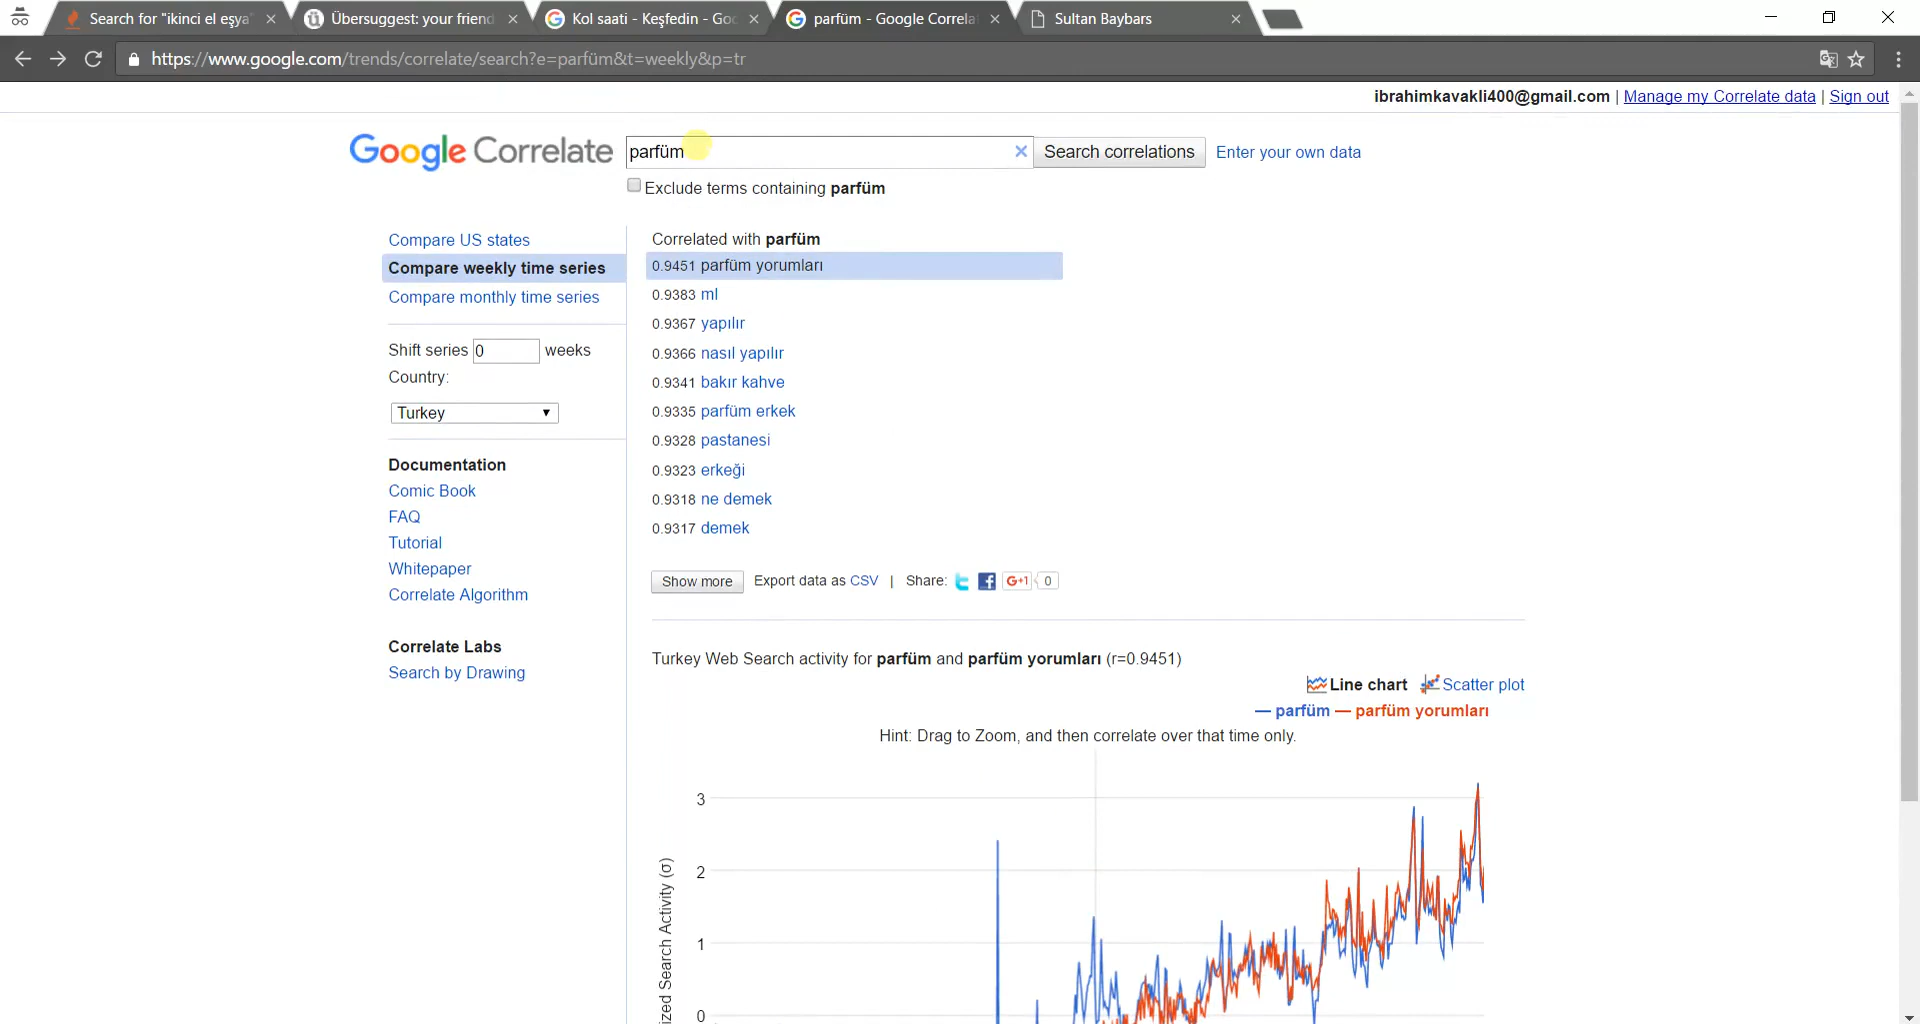 Search for "ikinci el eşya"
Übersuggest: your friend
Kol saati - Keşfedin - Goo
parfüm - Google Correla
Sultan Baybars
https://www.google.com/trends/correlate/search?e=parfüm&t=weekly&p=tr
ibrahimkavakli400@gmail.com | Manage my Correlate data | Sign out
Google Correlate
parfüm
Search correlations
Enter your own data
Exclude terms containing parfüm
Compare US states
Compare weekly time series
Compare monthly time series
Shift series 0 weeks
Country:
Turkey
Documentation
Comic Book
FAQ
Tutorial
Whitepaper
Correlate Algorithm
Correlate Labs
Search by Drawing
Correlated with parfüm
0.9451 parfüm yorumları
0.9383 ml
0.9367 yapılır
0.9366 nasıl yapılır
0.9341 bakır kahve
0.9335 parfüm erkek
0.9328 pastanesi
0.9323 erkeği
0.9318 ne demek
0.9317 demek
Show more
Export data as CSV | Share:
G+1
0
Turkey Web Search activity for parfüm and parfüm yorumları (r=0.9451)
Line chart
Scatter plot
parfüm
parfüm yorumları
Hint: Drag to Zoom, and then correlate over that time only.
3
2
1
0
ized Search Activity (σ)